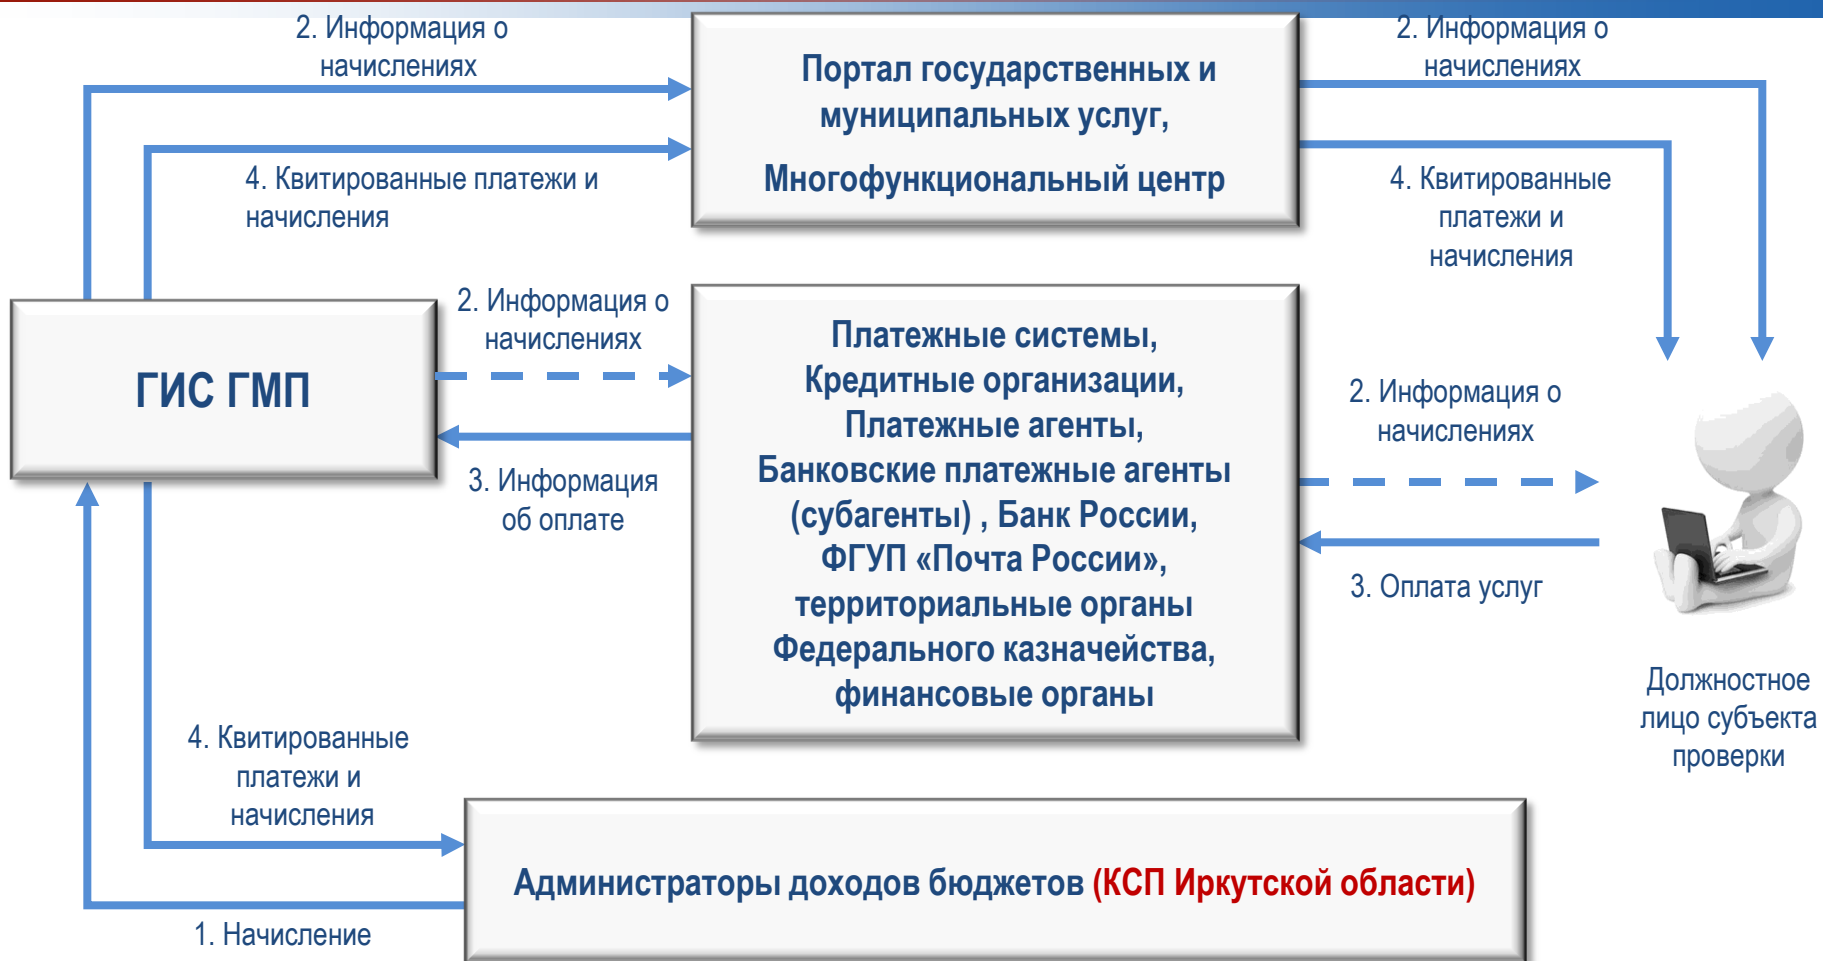 2. Информация о
начислениях
Портал государственных и
муниципальных услуг,
Многофункциональный центр
2. Информация о
начислениях
4. Квитированные платежи и
начисления
4. Квитированные
платежи и
начисления
ГИС ГМП
2. Информация о
начислениях
3. Информация
об оплате
Платежные системы,
Кредитные организации,
Платежные агенты,
Банковские платежные агенты
(субагенты) , Банк России,
ФГУП «Почта России»,
территориальные органы
Федерального казначейства,
финансовые органы
2. Информация о
начислениях
3. Оплата услуг
Должностное
лицо субъекта
проверки
4. Квитированные
платежи и
начисления
Администраторы доходов бюджетов (КСП Иркутской области)
1. Начисление